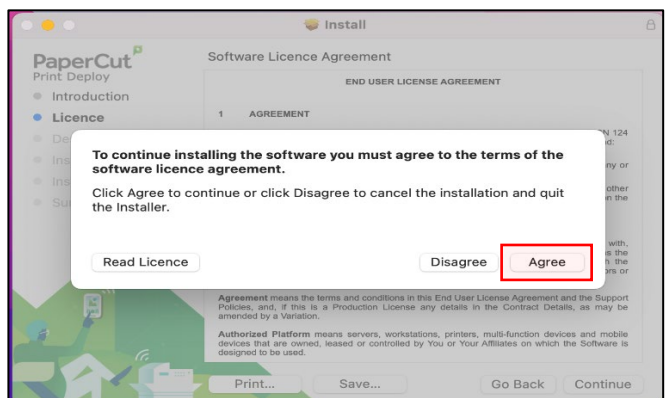 Install
PaperCut
Print Deploy
Introduction
Licence
Software Licence Agreement
END USER LICENSE AGREEMENT
1 AGREEMENT
To continue installing the software you must agree to the terms of the
software licence agreement.
Click Agree to continue or click Disagree to cancel the installation and quit
the Installer.
Read Licence Disagree Agree
Agreement means the terms and conditions in this End User License Agreement and the Support
Policies, and, if this is a Production License any details in the Contract Details, as may be
amended by a Variation.
Authorized Platform means servers, workstations, printers, multi-function devices and mobile
devices that are owned, leased or controlled by You or Your Affiliates on which the Software is
designed to be used.
Print... Save... Go Back Continue